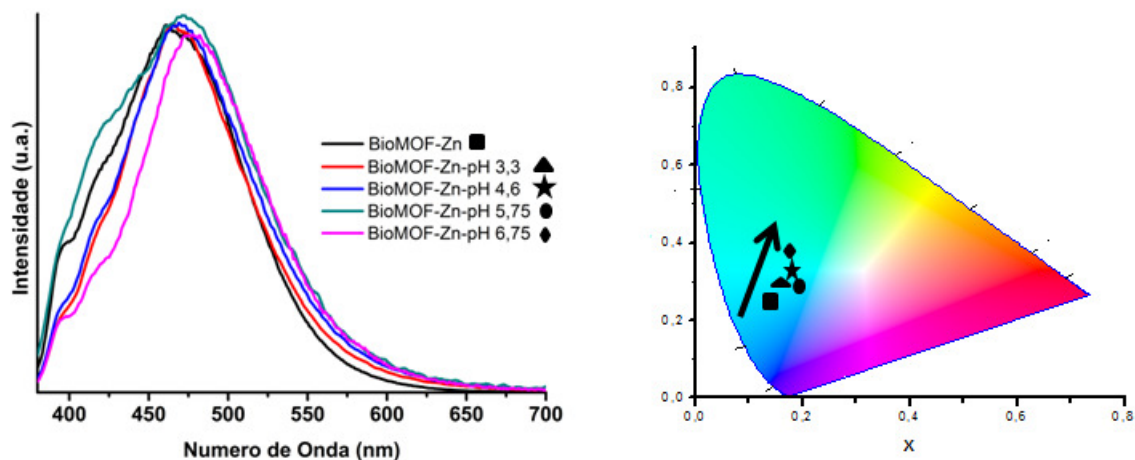 Intensidade (u.a.)
BioMOF-Zn
BioMOF-Zn-pH 3,3
BioMOF-Zn-pH 4,6
BioMOF-Zn-pH 5,75
BioMOF-Zn-pH 6,75
400 450 500 550 600 650 700
Numero de Onda (nm)
0,8
0,6
0,4
0,2
0,0
0,0 0,2 0,4 0,6 0,8
X